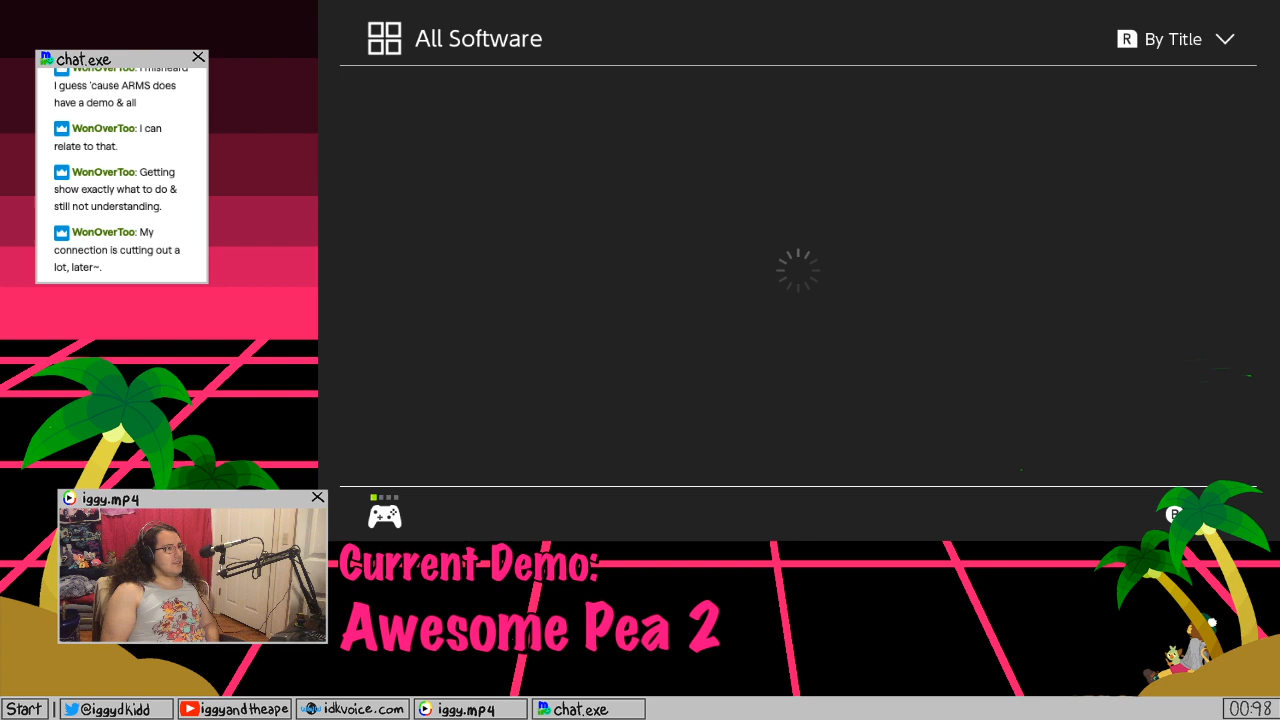 All Software
R By Title
chat.exe
WonOverToo: I misheard
I guess 'cause ARMS does
have a demo & all
WonOverToo: I can
relate to that.
WonOverToo: Getting
show exactly what to do &
still not understanding.
WonOverToo: My
connection is cutting out a
lot, later~.
iggy.mp4
Current Demo:
Awesome Pea 2
Start | @iggydkidd iggyandtheape idkvoice.com iggy.mp4 chat.exe 00:98